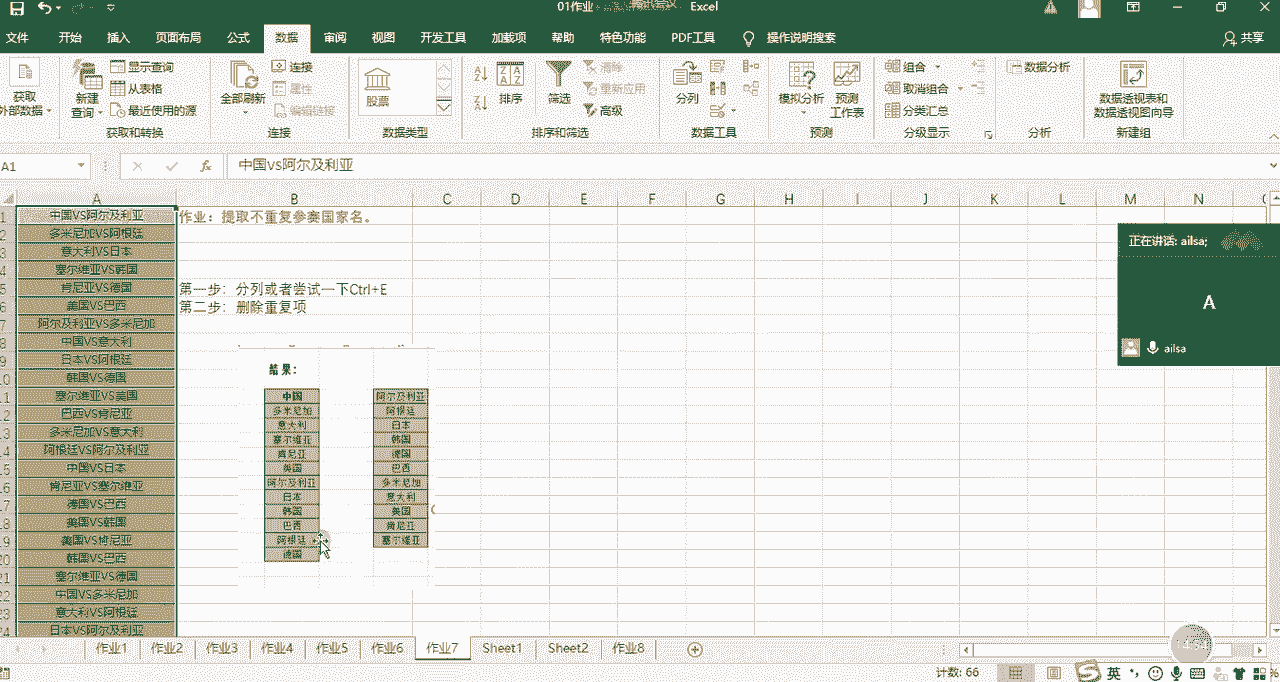 01作业 - 腾讯会议 Excel
文件 开始 插入 页面布局 公式 数据 审阅 视图 开发工具 加载项 帮助 特色功能 PDF工具 操作说明搜索 共享
获取 外部数据 新建 查询 显示查询 从表格 最近使用的源 全部刷新 连接 属性 编辑链接 股票 排序 筛选 清除 重新应用 高级 分列 模拟分析 预测 工作表 组合 取消组合 分类汇总 数据分析 数据透视表和 数据透视图向导
获取和转换 连接 数据类型 排序和筛选 数据工具 预测 分级显示 分析 新建组
A1 fx 中国VS阿尔及利亚
A B C D E F G H I J K L M N
中国VS阿尔及利亚 作业：提取不重复参赛国家名。
多米尼加VS阿根廷
意大利VS日本
塞尔维亚VS韩国
肯尼亚VS德国 第一步：分列或者尝试一下Ctrl+E
美国VS巴西 第二步：删除重复项
阿尔及利亚VS多米尼加
中国VS意大利
日本VS阿根廷
韩国VS德国
塞尔维亚VS美国
巴西VS肯尼亚
多米尼加VS意大利
阿根廷VS阿尔及利亚
中国VS日本
肯尼亚VS塞尔维亚
德国VS巴西
美国VS韩国
美国VS肯尼亚
韩国VS巴西
塞尔维亚VS德国
中国VS多米尼加
意大利VS阿根廷
日本VS阿尔及利亚
结果：
中国 阿尔及利亚
多米尼加 阿根廷
意大利 日本
塞尔维亚 韩国
肯尼亚 德国
美国 巴西
阿尔及利亚 多米尼加
日本 意大利
韩国 美国
巴西 肯尼亚
阿根廷 塞尔维亚
德国
正在讲话: ailsa;
A
ailsa
作业1 作业2 作业3 作业4 作业5 作业6 作业7 Sheet1 Sheet2 作业8
计数: 66 英